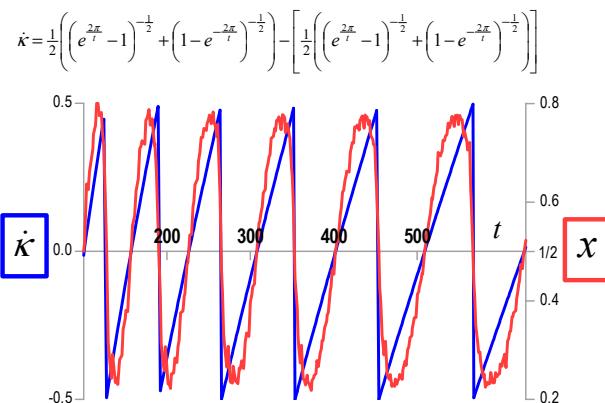 κ̇ = 1/2((e^(2π/t) − 1)^(−1/2) + (1 − e^(−2π/t))^(−1/2)) − [1/2((e^(2π/t) − 1)^(−1/2) + (1 − e^(−2π/t))^(−1/2))]
0.5 0.8
0.6
200 300 400 500 t
κ̇ 0.0 1/2 x
0.4
-0.5 0.2